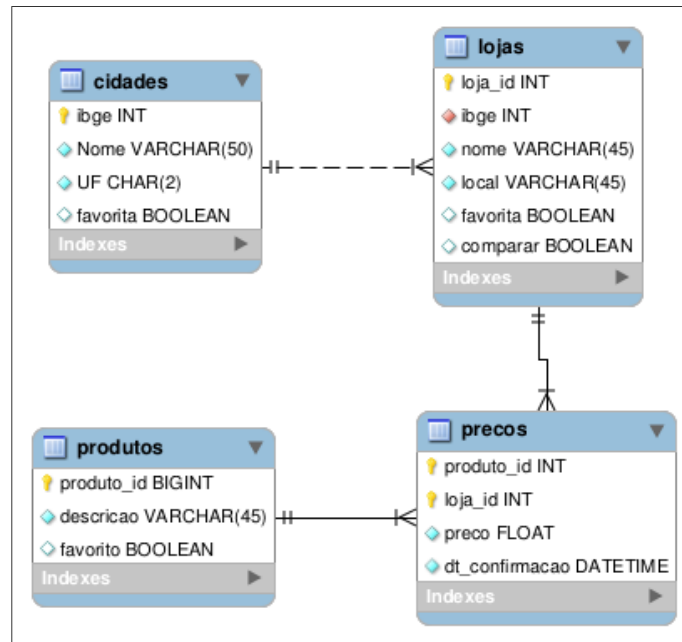 cidades
ibge INT
Nome VARCHAR(50)
UF CHAR(2)
favorita BOOLEAN
Indexes
lojas
loja_id INT
ibge INT
nome VARCHAR(45)
local VARCHAR(45)
favorita BOOLEAN
comparar BOOLEAN
Indexes
produtos
produto_id BIGINT
descricao VARCHAR(45)
favorito BOOLEAN
Indexes
precos
produto_id INT
loja_id INT
preco FLOAT
dt_confirmacao DATETIME
Indexes